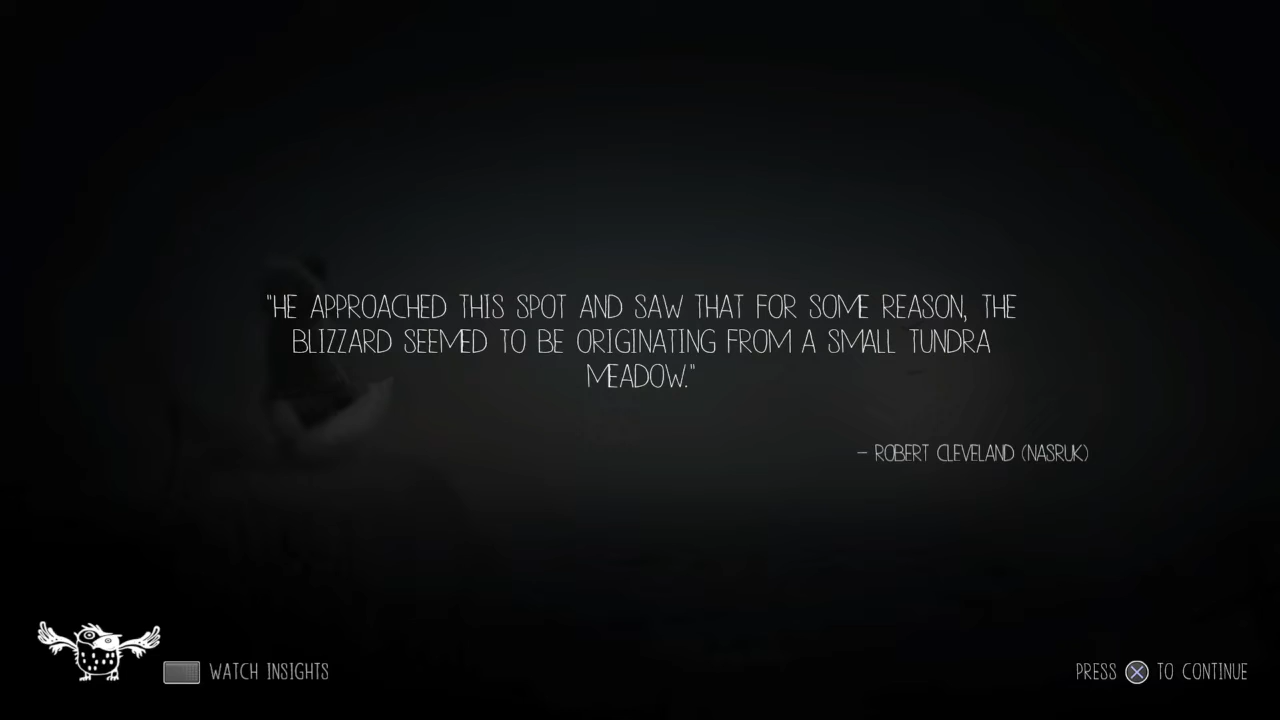 "HE APPROACHED THIS SPOT AND SAW THAT FOR SOME REASON, THE
BLIZZARD SEEMED TO BE ORIGINATING FROM A SMALL TUNDRA
MEADOW."
– ROBERT CLEVELAND (NASRUK)
WATCH INSIGHTS
PRESS TO CONTINUE